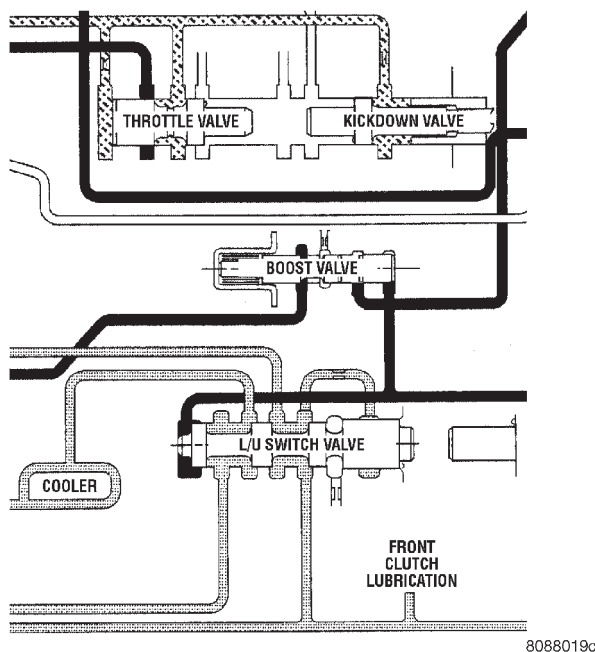 THROTTLE VALVE
KICKDOWN VALVE
BOOST VALVE
L/U SWITCH VALVE
COOLER
FRONT
CLUTCH
LUBRICATION
8088019c